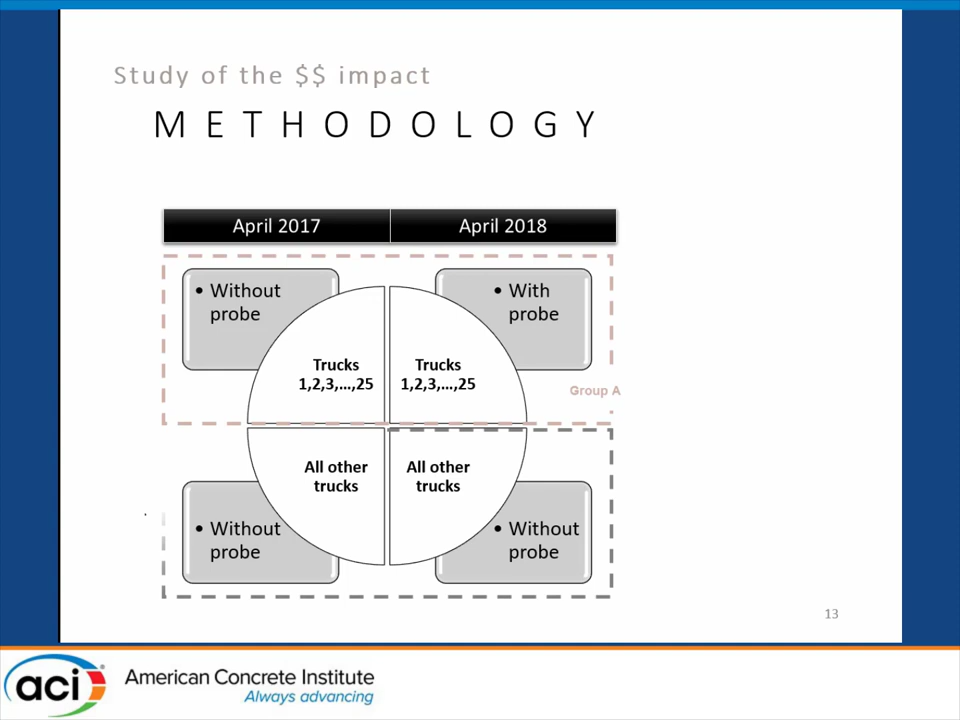 Study of the $$ impact
METHODOLOGY
April 2017 April 2018
• Without
probe
• With
probe
Trucks
1,2,3,...,25
Trucks
1,2,3,...,25
Group A
All other
trucks
All other
trucks
• Without
probe
• Without
probe
13
aci
American Concrete Institute
Always advancing